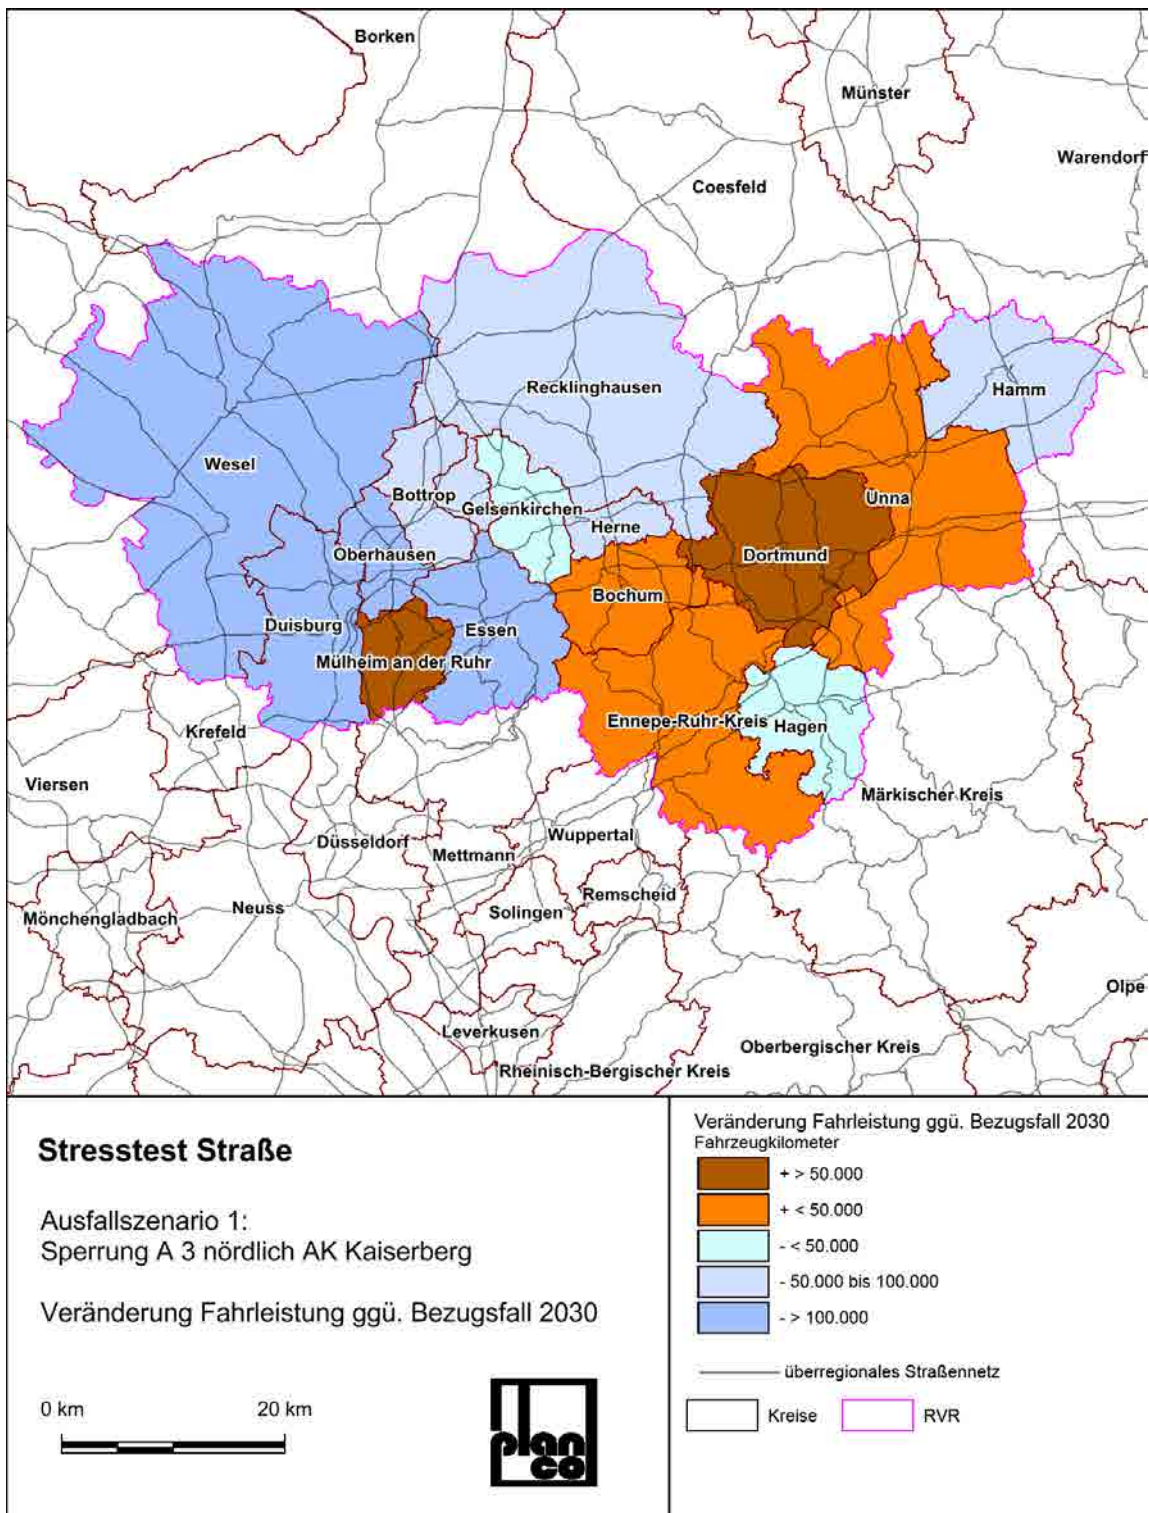 Borken
Münster
Warendorf
Coesfeld
Recklinghausen
Hamm
Wesel
Bottrop
Unna
Gelsenkirchen
Herne
Oberhausen
Dortmund
Bochum
Duisburg
Essen
Mülheim an der Ruhr
Ennepe-Ruhr-Kreis
Hagen
Krefeld
Viersen
Märkischer Kreis
Düsseldorf
Mettmann
Wuppertal
Remscheid
Neuss
Solingen
Mönchengladbach
Olpe
Leverkusen
Oberbergischer Kreis
Rheinisch-Bergischer Kreis
Stresstest Straße
Ausfallszenario 1:
Sperrung A 3 nördlich AK Kaiserberg
Veränderung Fahrleistung ggü. Bezugsfall 2030
0 km 20 km
plan
co
Veränderung Fahrleistung ggü. Bezugsfall 2030
Fahrzeugkilometer
+ > 50.000
+ < 50.000
- < 50.000
- 50.000 bis 100.000
- > 100.000
überregionales Straßennetz
Kreise RVR